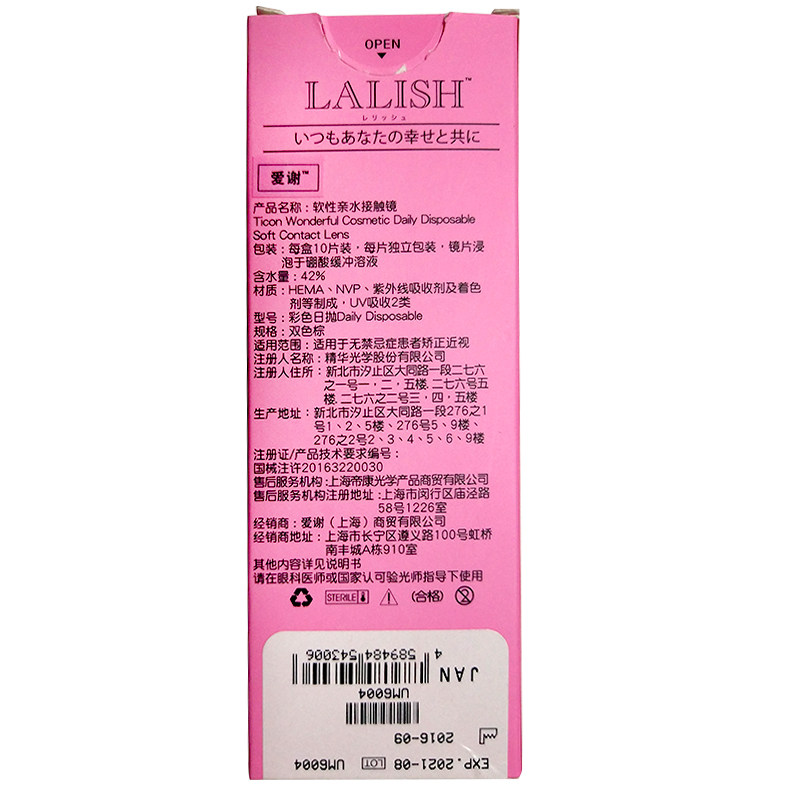 OPEN
LALISH™
レリッシュ
いつもあなたの幸せと共に
爱谢™
产品名称：软性亲水接触镜
Ticon Wonderful Cosmetic Daily Disposable
Soft Contact Lens
包装：每盒10片装，每片独立包装，镜片浸
泡于硼酸缓冲溶液
含水量：42%
材质：HEMA、NVP、紫外线吸收剂及着色
剂等制成，UV吸收2类
型号：彩色日抛Daily Disposable
规格：双色棕
适用范围：适用于无禁忌症患者矫正近视
注册人名称：精华光学股份有限公司
注册人住所：新北市汐止区大同路一段二七六
之一号一，二，五楼.二七六号五
楼.二七六之二号三，四，五楼
生产地址：新北市汐止区大同路一段276之1
号1、2、5楼、276号5、9楼、
276之2号2、3、4、5、6、9楼
注册证/产品技术要求编号：
国械注许20163220030
售后服务机构：上海帝康光学产品商贸有限公司
售后服务机构注册地址：上海市闵行区庙泾路
58号1226室
经销商：爱谢（上海）商贸有限公司
经销商地址：上海市长宁区遵义路100号虹桥
南丰城A栋910室
其他内容详见说明书
请在眼科医师或国家认可验光师指导下使用
STERILE (合格) 2
EXP.2021-08 LOT UM6004
2016-09
UM6004
JAN
4 589484 543006